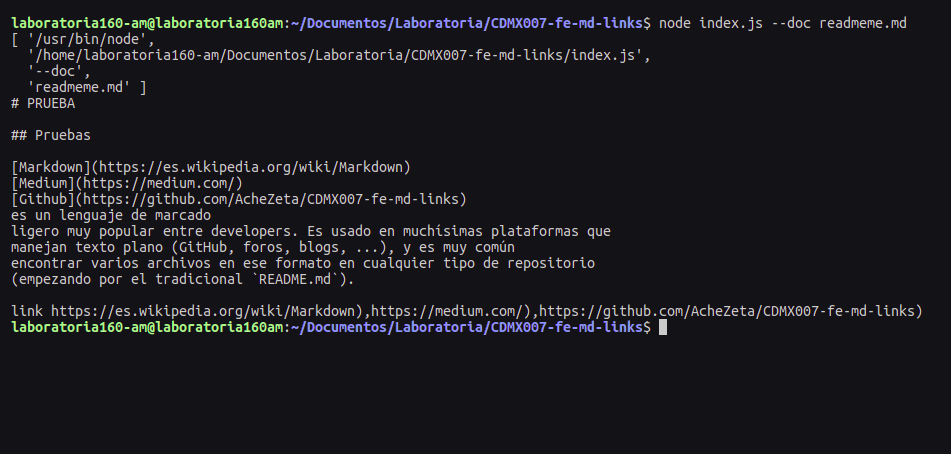 laboratoria160-am@laboratoria160am:~/Documentos/Laboratoria/CDMX007-fe-md-links$ node index.js --doc readmeme.md
[ '/usr/bin/node',
  '/home/laboratoria160-am/Documentos/Laboratoria/CDMX007-fe-md-links/index.js',
  '--doc',
  'readmeme.md' ]
# PRUEBA

## Pruebas

[Markdown](https://es.wikipedia.org/wiki/Markdown)
[Medium](https://medium.com/)
[Github](https://github.com/AcheZeta/CDMX007-fe-md-links)
es un lenguaje de marcado
ligero muy popular entre developers. Es usado en muchísimas plataformas que
manejan texto plano (GitHub, foros, blogs, ...), y es muy común
encontrar varios archivos en ese formato en cualquier tipo de repositorio
(empezando por el tradicional `README.md`).

link https://es.wikipedia.org/wiki/Markdown),https://medium.com/),https://github.com/AcheZeta/CDMX007-fe-md-links)
laboratoria160-am@laboratoria160am:~/Documentos/Laboratoria/CDMX007-fe-md-links$